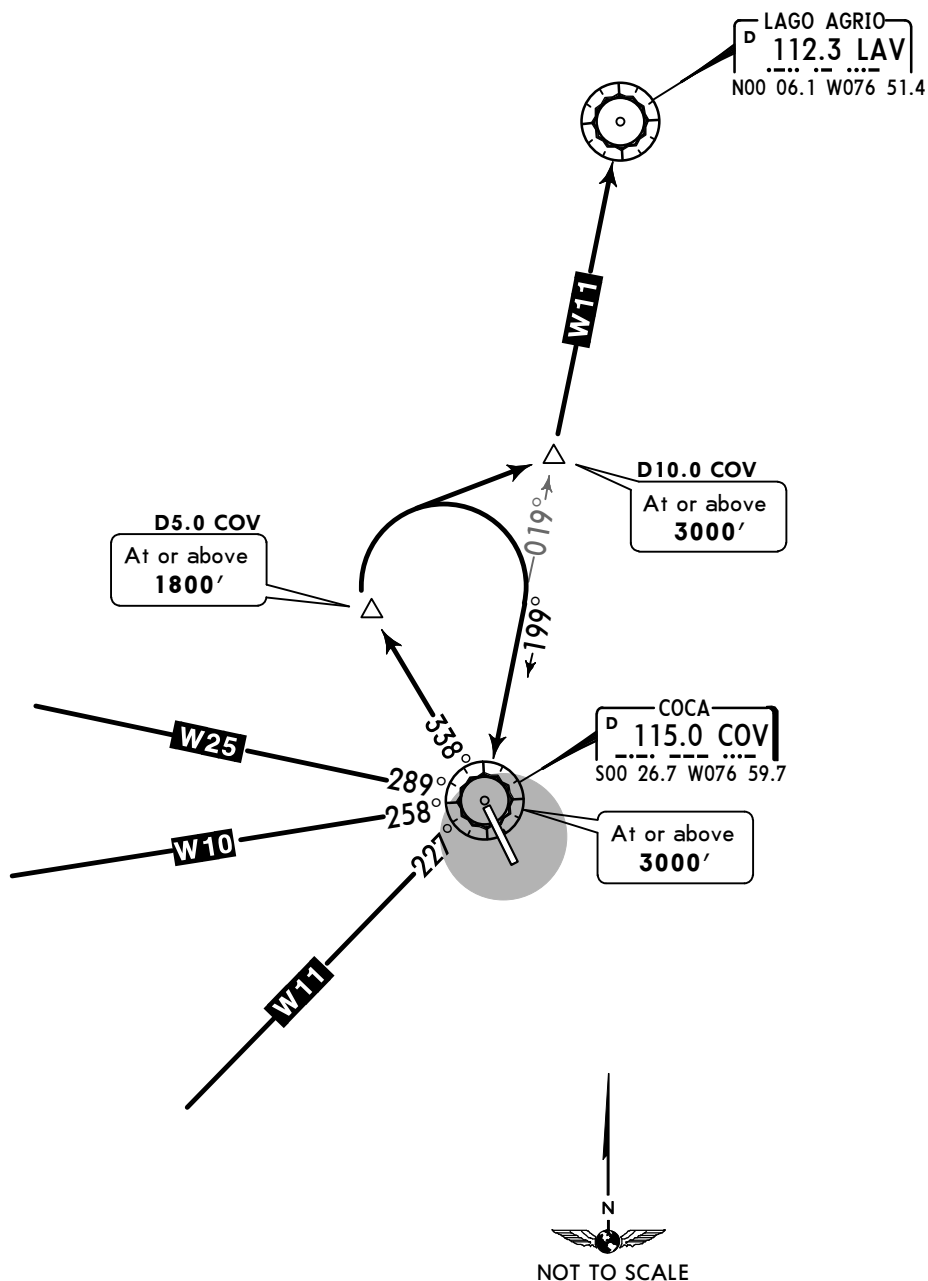 LAGO AGRIO
D 112.3 LAV
N00 06.1 W076 51.4
W11
D10.0 COV
At or above
3000'
019°
D5.0 COV
At or above
1800'
199°
338°
COCA
D 115.0 COV
S00 26.7 W076 59.7
W25
289°
258°
W10
227°
At or above
3000'
W11
N
NOT TO SCALE